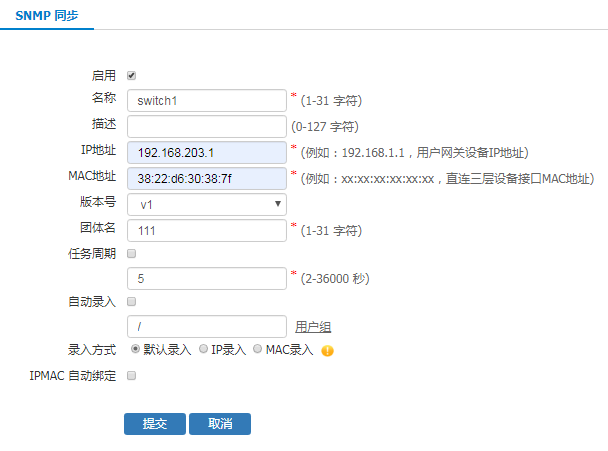 SNMP 同步
启用
名称 switch1 * (1-31 字符)
描述 (0-127 字符)
IP地址 192.168.203.1 * (例如：192.168.1.1，用户网关设备IP地址)
MAC地址 38:22:d6:30:38:7f * (例如：xx:xx:xx:xx:xx:xx，直连三层设备接口MAC地址)
版本号 v1
团体名 111 * (1-31 字符)
任务周期
5 * (2-36000 秒)
自动录入
/ 用户组
录入方式 默认录入 IP录入 MAC录入
IPMAC 自动绑定
提交 取消